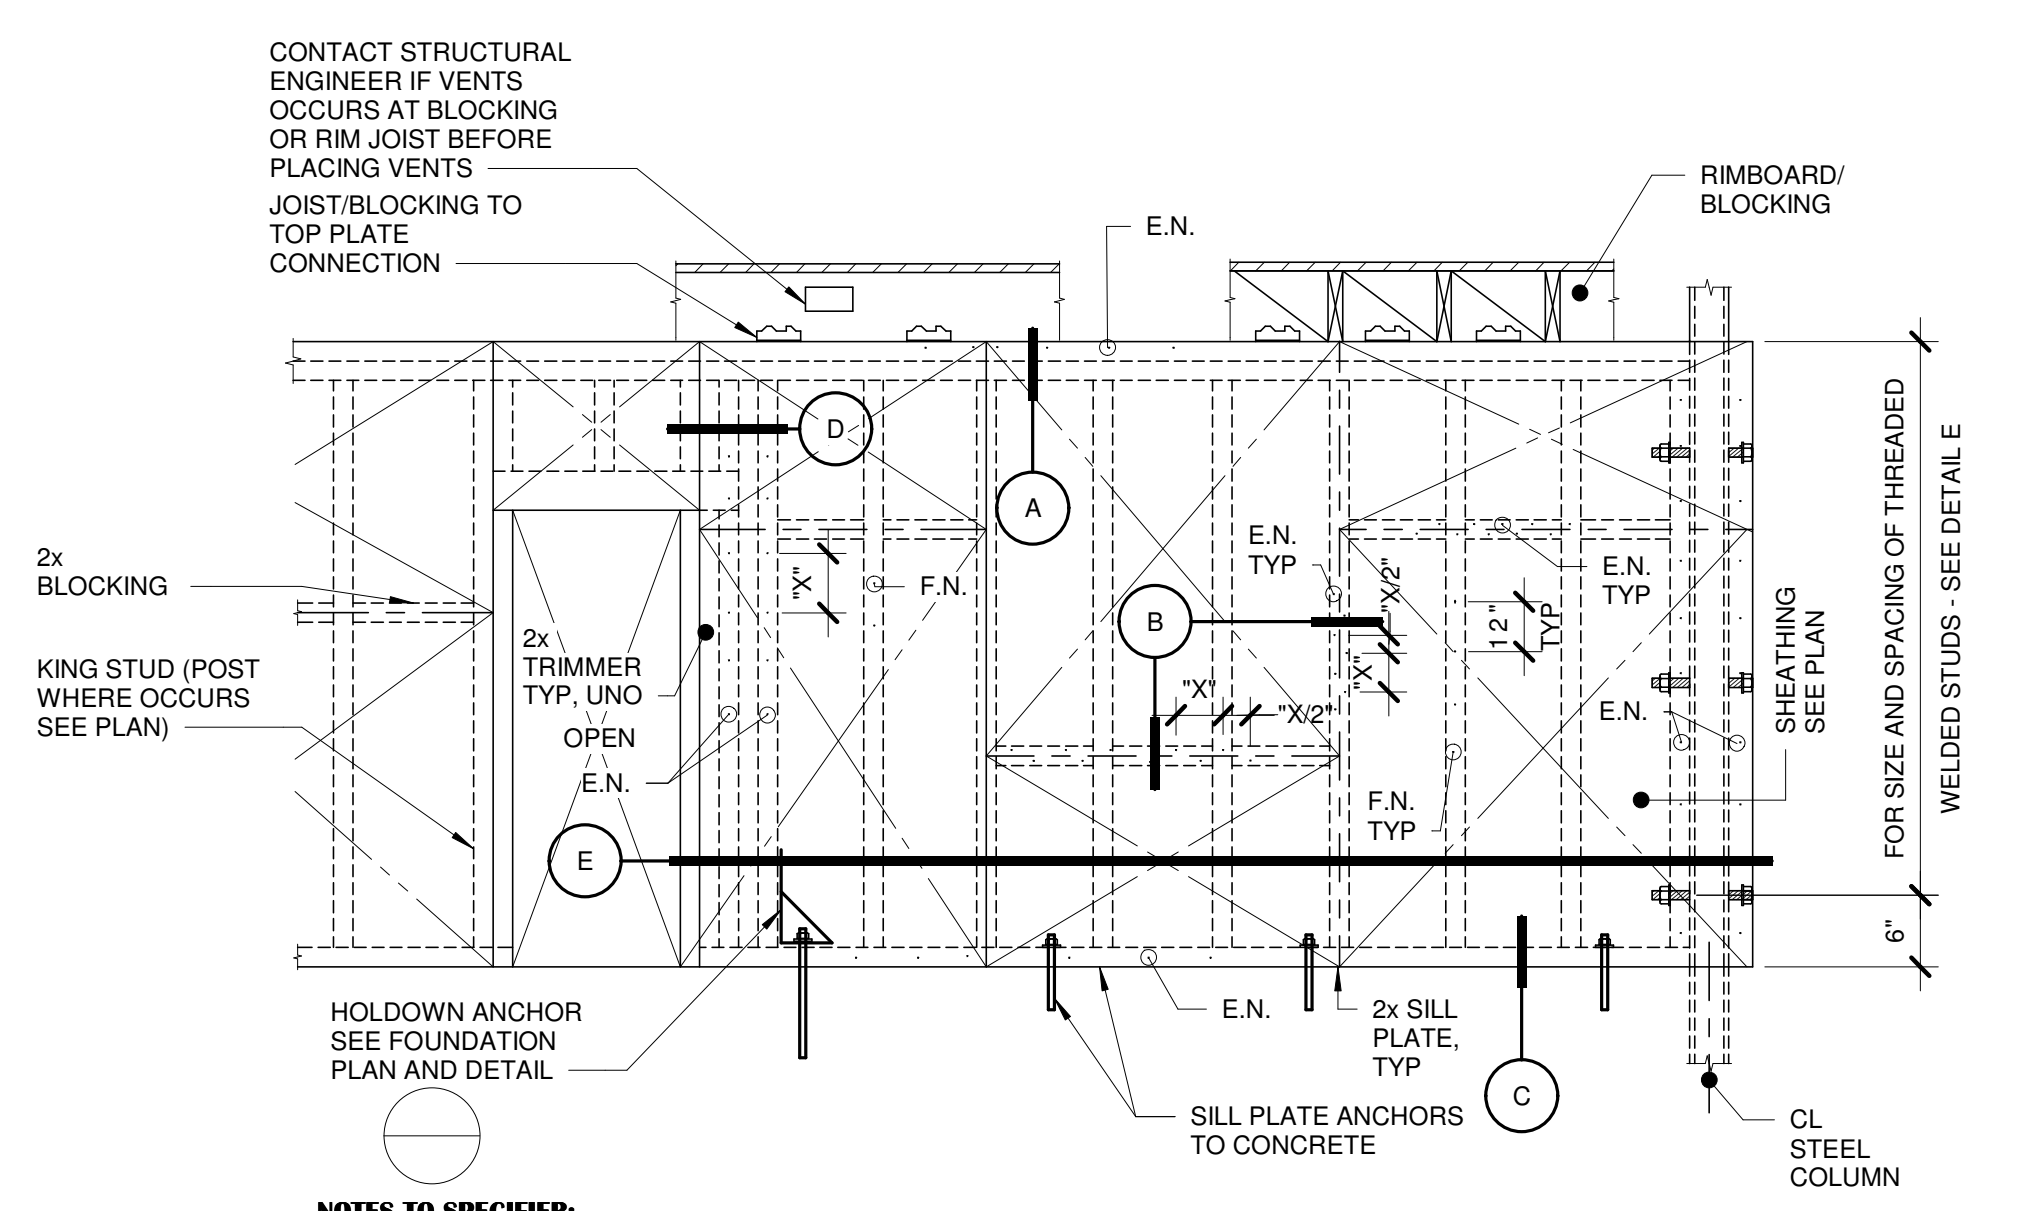 CONTACT STRUCTURAL
ENGINEER IF VENTS
OCCURS AT BLOCKING
OR RIM JOIST BEFORE
PLACING VENTS
JOIST/BLOCKING TO
TOP PLATE
CONNECTION
E.N.
RIMBOARD/
BLOCKING
D
A
2x
BLOCKING
KING STUD (POST
WHERE OCCURS
SEE PLAN)
2x
TRIMMER
TYP, UNO
OPEN
E.N.
"X"
F.N.
E.N.
TYP
B
"X/2"
"X"
"X"
"X/2"
E.N.
TYP
12"
TYP
F.N.
TYP
E.N.
SHEATHING
SEE PLAN
FOR SIZE AND SPACING OF THREADED
WELDED STUDS - SEE DETAIL E
6"
E
HOLDOWN ANCHOR
SEE FOUNDATION
PLAN AND DETAIL
E.N.
2x SILL
PLATE,
TYP
C
SILL PLATE ANCHORS
TO CONCRETE
CL
STEEL
COLUMN
NOTES TO SPECIFIER: